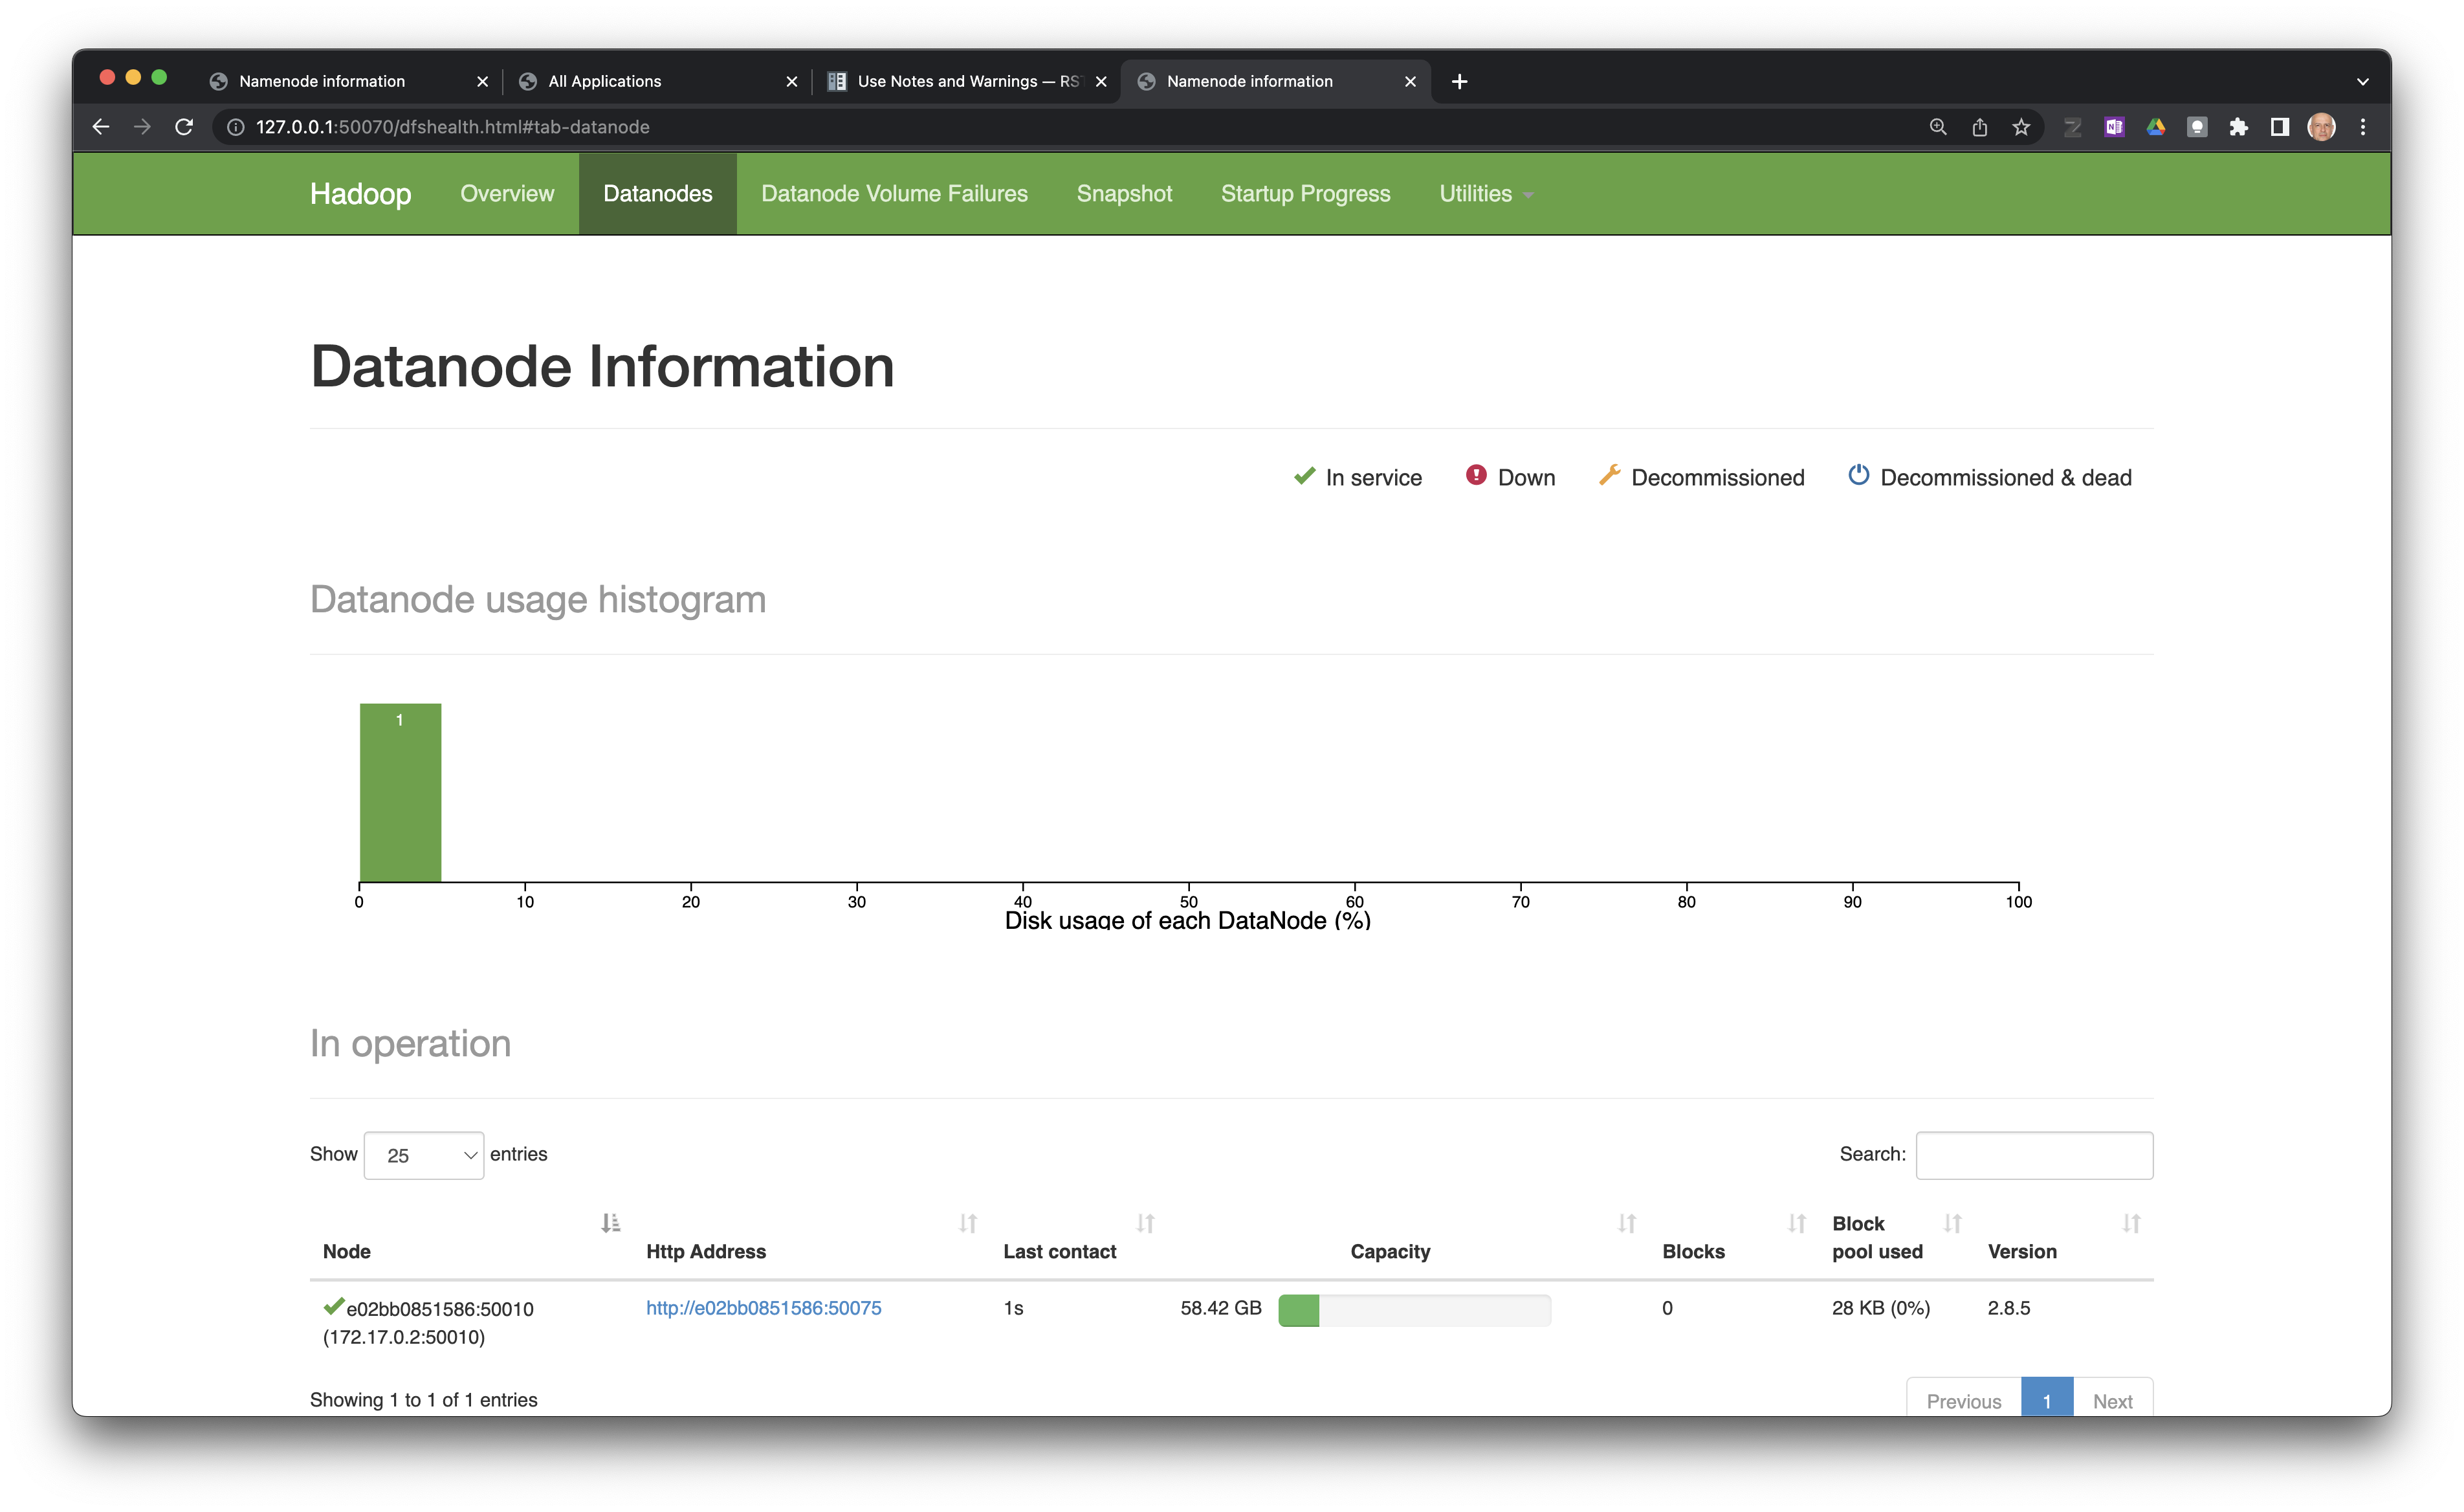 Namenode information
All Applications
Use Notes and Warnings — RS
Namenode information
127.0.0.1:50070/dfshealth.html#tab-datanode
Hadoop Overview Datanodes Datanode Volume Failures Snapshot Startup Progress Utilities
Datanode Information
In service Down Decommissioned Decommissioned & dead
Datanode usage histogram
1
0 10 20 30 40 50 60 70 80 90 100
Disk usage of each DataNode (%)
In operation
Show 25 entries Search:
Node Http Address Last contact Capacity Blocks Block pool used Version
e02bb0851586:50010 http://e02bb0851586:50075 1s 58.42 GB 0 28 KB (0%) 2.8.5
(172.17.0.2:50010)
Showing 1 to 1 of 1 entries Previous 1 Next